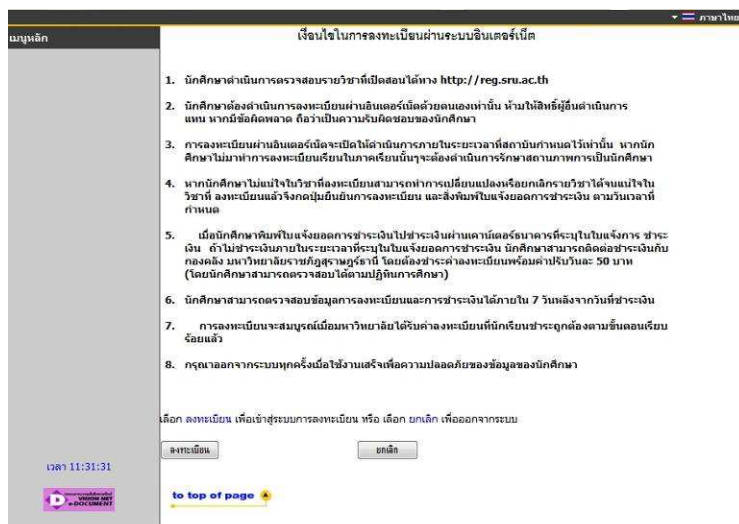 ภาษาไทย
เมนูหลัก
เงื่อนไขในการลงทะเบียนผ่านระบบอินเตอร์เน็ต
1. นักศึกษาดำเนินการตรวจสอบรายวิชาที่เปิดสอนได้ทาง http://reg.sru.ac.th
2. นักศึกษาต้องดำเนินการลงทะเบียนผ่านอินเตอร์เน็ตด้วยตนเองเท่านั้น ห้ามให้สิทธิ์ผู้อื่นดำเนินการ
แทน หากมีข้อผิดพลาด ถือว่าเป็นความรับผิดชอบของนักศึกษา
3. การลงทะเบียนผ่านอินเตอร์เน็ตจะเปิดให้ดำเนินการภายในระยะเวลาที่สถาบันกำหนดไว้เท่านั้น หากนัก
ศึกษาไม่มาทำการลงทะเบียนเรียนในภาคเรียนนั้นๆจะต้องดำเนินการรักษาสถานภาพการเป็นนักศึกษา
4. หากนักศึกษาไม่แน่ใจในวิชาที่ลงทะเบียนสามารถทำการเปลี่ยนแปลงหรือยกเลิกรายวิชาได้จนแน่ใจใน
วิชาที่ ลงทะเบียนแล้วจึงกดปุ่มยืนยันการลงทะเบียน และสั่งพิมพ์ใบแจ้งยอดการชำระเงิน ตามวันเวลาที่
กำหนด
5. เมื่อนักศึกษาพิมพ์ใบแจ้งยอดการชำระเงินไปชำระเงินผ่านเคาน์เตอร์ธนาคารที่ระบุในใบแจ้งการ ชำระ
เงิน ถ้าไม่ชำระเงินภายในระยะเวลาที่ระบุในใบแจ้งยอดการชำระเงิน นักศึกษาสามารถติดต่อชำระเงินกับ
กองคลัง มหาวิทยาลัยราชภัฏสุราษฎร์ธานี โดยต้องชำระค่าลงทะเบียนพร้อมค่าปรับวันละ 50 บาท
(โดยนักศึกษาสามารถตรวจสอบได้ตามปฏิทินการศึกษา)
6. นักศึกษาสามารถตรวจสอบข้อมูลการลงทะเบียนและการชำระเงินได้ภายใน 7 วันหลังจากวันที่ชำระเงิน
7. การลงทะเบียนจะสมบูรณ์เมื่อมหาวิทยาลัยได้รับค่าลงทะเบียนที่นักเรียนชำระถูกต้องตามขั้นตอนเรียบ
ร้อยแล้ว
8. กรุณาออกจากระบบทุกครั้งเมื่อใช้งานเสร็จเพื่อความปลอดภัยของข้อมูลของนักศึกษา
เลือก ลงทะเบียน เพื่อเข้าสู่ระบบการลงทะเบียน หรือ เลือก ยกเลิก เพื่อออกจากระบบ
ลงทะเบียน ยกเลิก
เวลา 11:31:31
VISION NET
e-DOCUMENT
to top of page